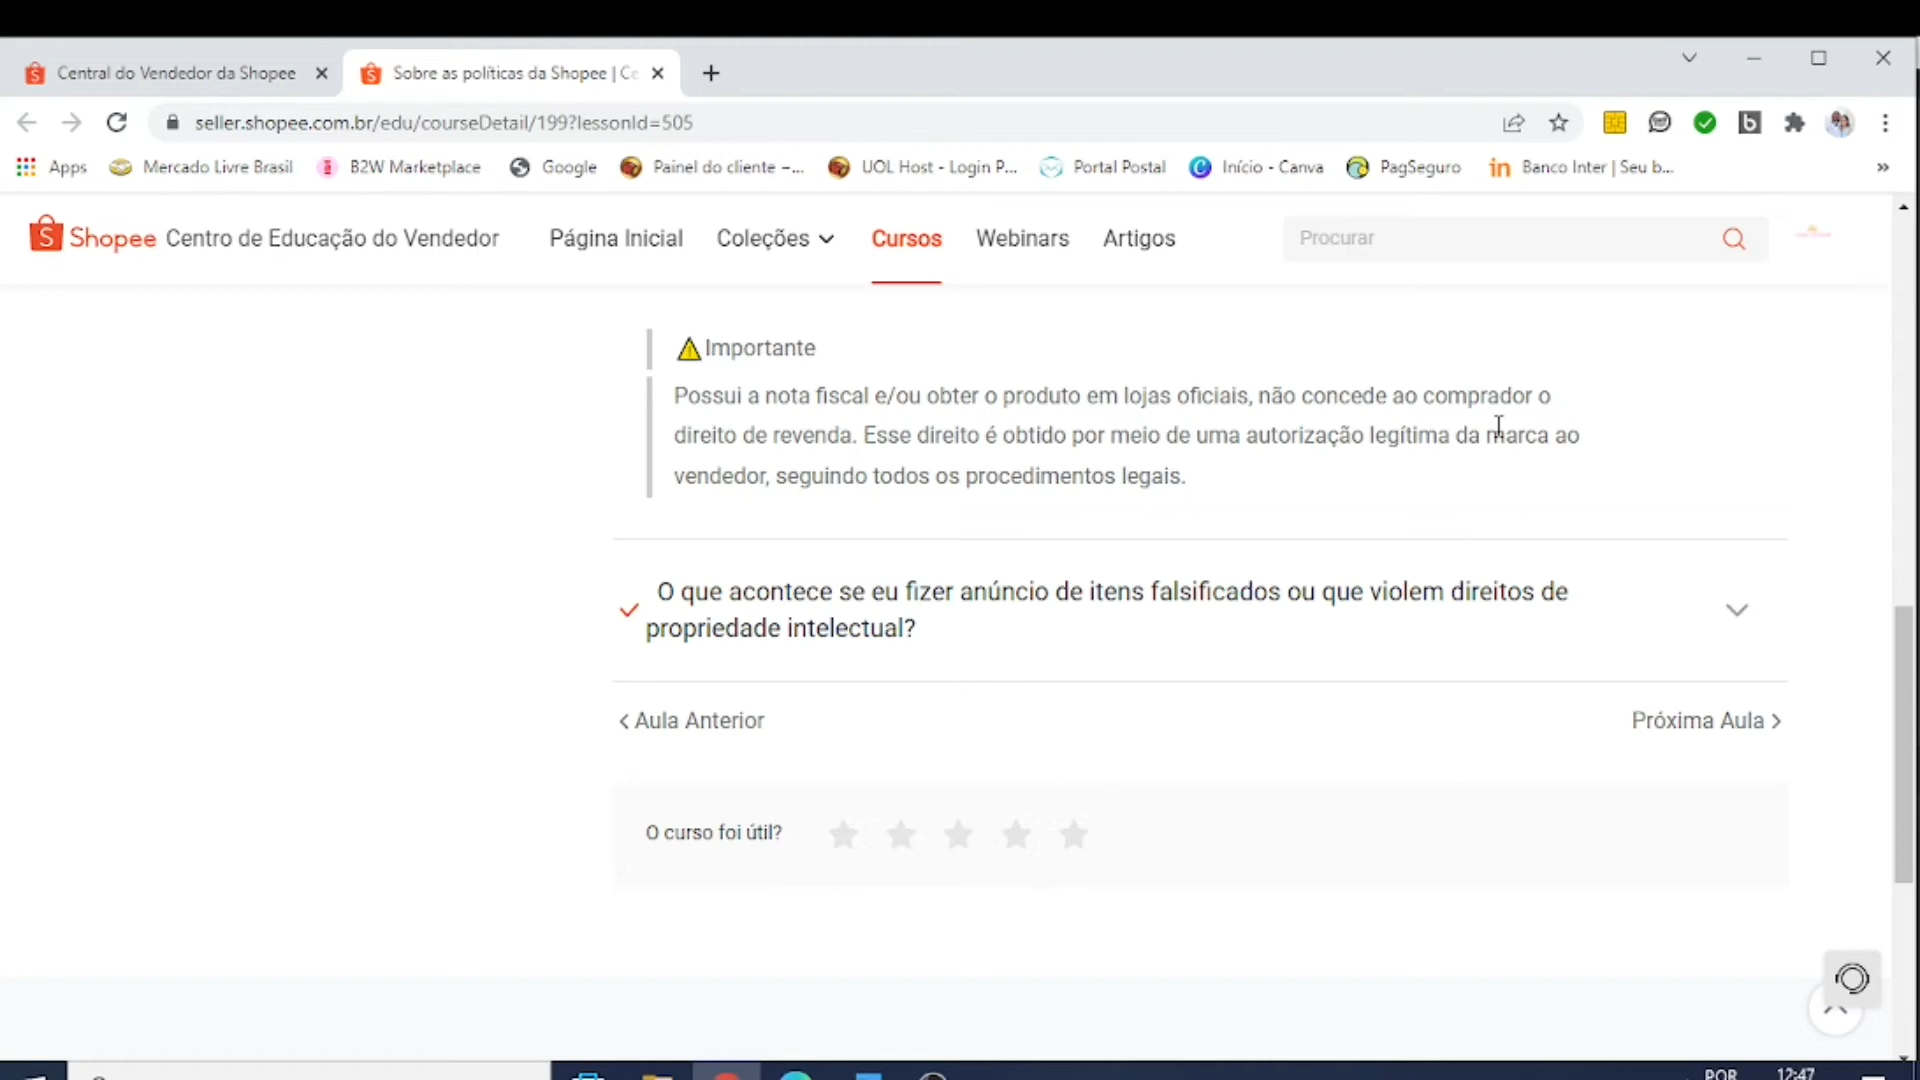 Central do Vendedor da Shopee
Sobre as políticas da Shopee | Ce
seller.shopee.com.br/edu/courseDetail/199?lessonId=505
Apps Mercado Livre Brasil B2W Marketplace Google Painel do cliente –... UOL Host - Login P... Portal Postal Início - Canva PagSeguro Banco Inter | Seu b... »
Shopee Centro de Educação do Vendedor Página Inicial Coleções Cursos Webinars Artigos Procurar
Importante
Possui a nota fiscal e/ou obter o produto em lojas oficiais, não concede ao comprador o
direito de revenda. Esse direito é obtido por meio de uma autorização legítima da marca ao
vendedor, seguindo todos os procedimentos legais.
O que acontece se eu fizer anúncio de itens falsificados ou que violem direitos de
propriedade intelectual?
< Aula Anterior
Próxima Aula >
O curso foi útil?
POR 12:47